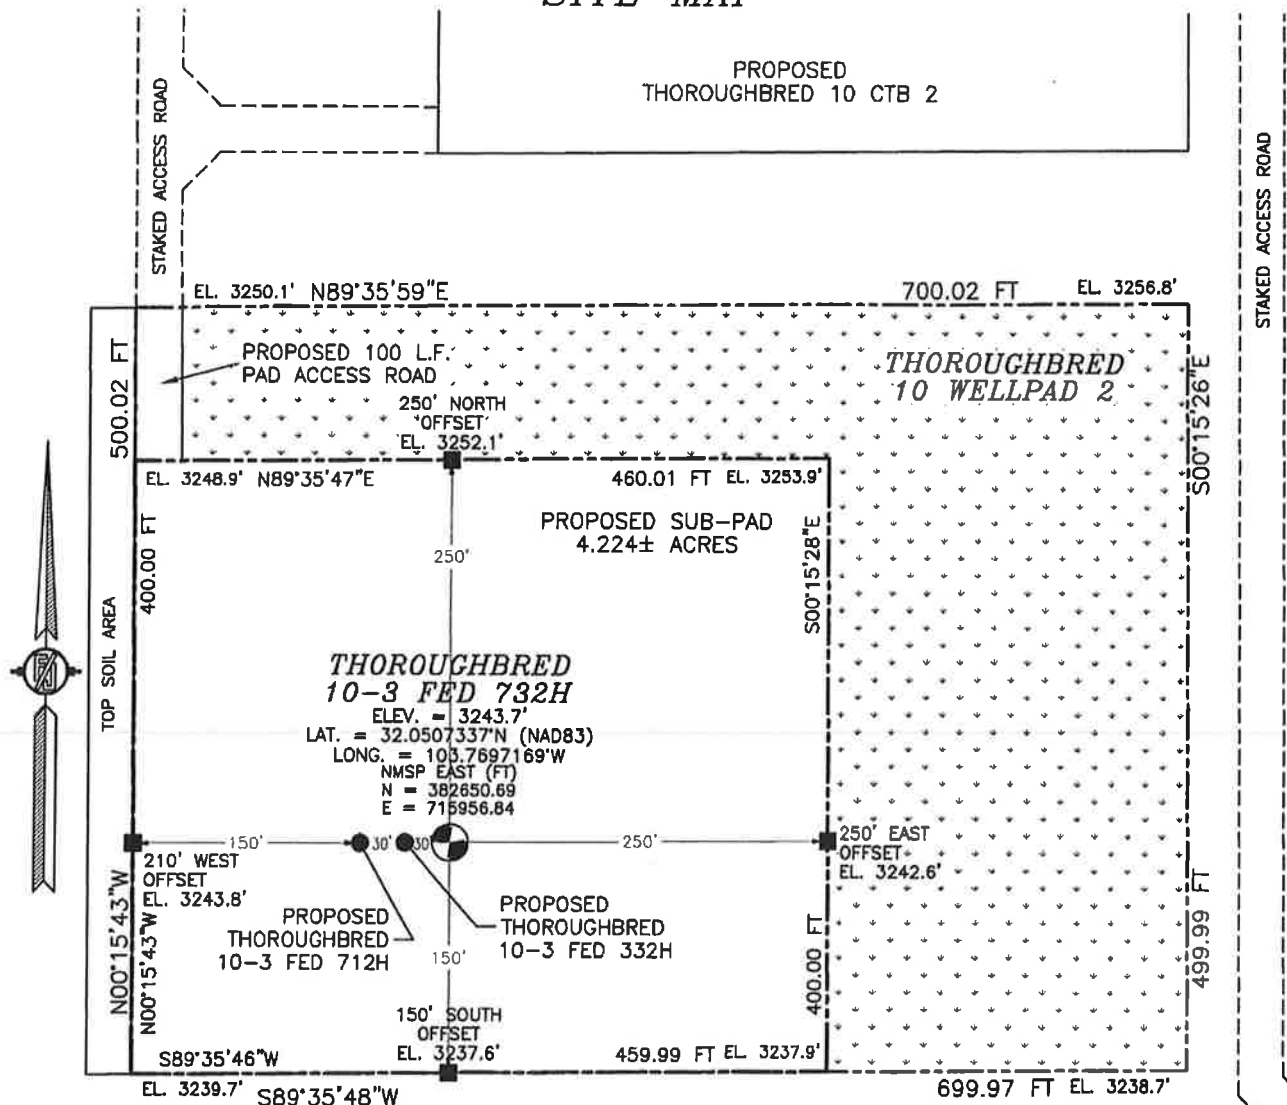 SITE MAP
PROPOSED
THOROUGHBRED 10 CTB 2
STAKED ACCESS ROAD
STAKED ACCESS ROAD
EL. 3250.1' N89°35'59"E
700.02 FT
EL. 3256.8'
PROPOSED 100 L.F.
PAD ACCESS ROAD
THOROUGHBRED
10 WELLPAD 2
500.02 FT
250' NORTH
OFFSET
EL. 3252.1'
S00°15'26"E
EL. 3248.9' N89°35'47"E
460.01 FT EL. 3253.9'
PROPOSED SUB-PAD
4.224± ACRES
400.00 FT
250'
S00°15'28"E
TOP SOIL AREA
THOROUGHBRED
10-3 FED 732H
ELEV. = 3243.7'
LAT. = 32.0507337°N (NAD83)
LONG. = 103.7697169°W
NMSP EAST (FT)
N = 382650.69
E = 715956.84
150'
30'
30'
250'
210' WEST
OFFSET
EL. 3243.8'
250' EAST
OFFSET
EL. 3242.6'
PROPOSED
THOROUGHBRED
10-3 FED 712H
PROPOSED
THOROUGHBRED
10-3 FED 332H
N00°15'43"W
N00°15'43"W
150'
400.00 FT
499.99 FT
150' SOUTH
OFFSET
EL. 3237.6'
S89°35'46"W
459.99 FT EL. 3237.9'
EL. 3239.7' S89°35'48"W
699.97 FT EL. 3238.7'